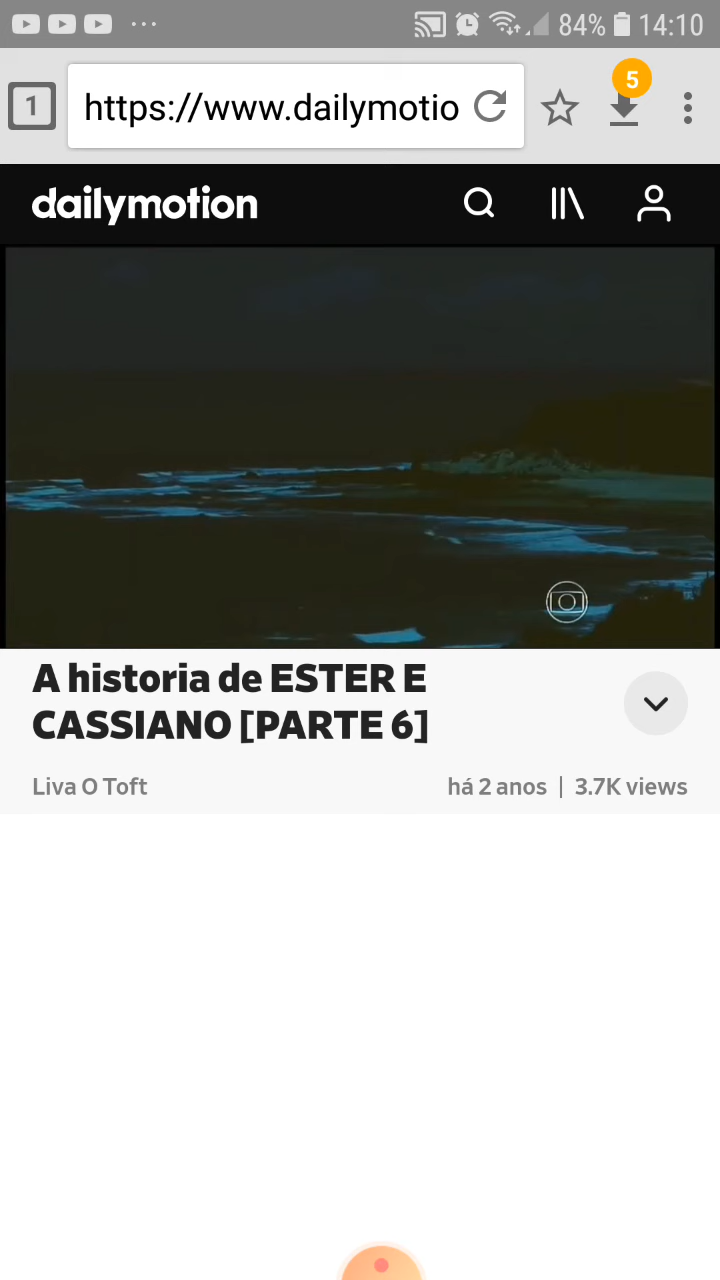 84% 14:10
1 https://www.dailymotio 5
dailymotion
A historia de ESTER E
CASSIANO [PARTE 6]
Liva O Toft há 2 anos | 3.7K views